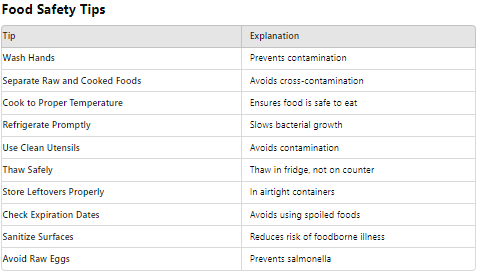 Food Safety Tips
Tip Explanation
Wash Hands Prevents contamination
Separate Raw and Cooked Foods Avoids cross-contamination
Cook to Proper Temperature Ensures food is safe to eat
Refrigerate Promptly Slows bacterial growth
Use Clean Utensils Avoids contamination
Thaw Safely Thaw in fridge, not on counter
Store Leftovers Properly In airtight containers
Check Expiration Dates Avoids using spoiled foods
Sanitize Surfaces Reduces risk of foodborne illness
Avoid Raw Eggs Prevents salmonella